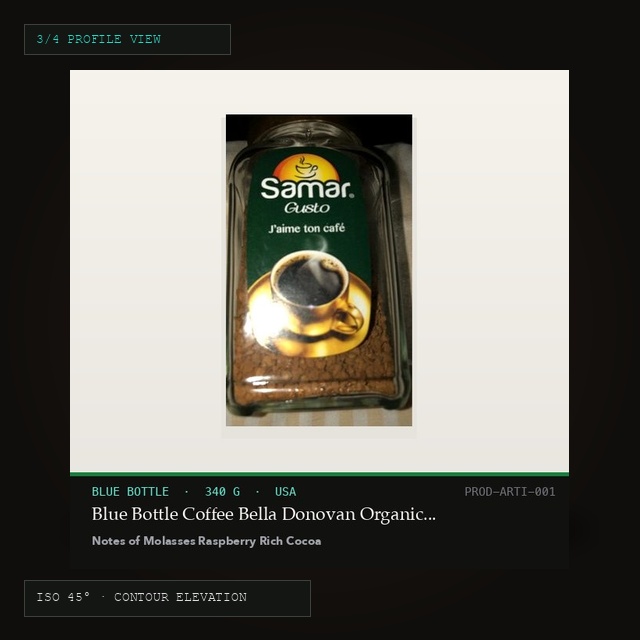 3/4 PROFILE VIEW
Samar®
Gusto
J'aime ton café
BLUE BOTTLE · 340 G · USA
PROD-ARTI-001
Blue Bottle Coffee Bella Donovan Organic...
Notes of Molasses Raspberry Rich Cocoa
ISO 45° · CONTOUR ELEVATION